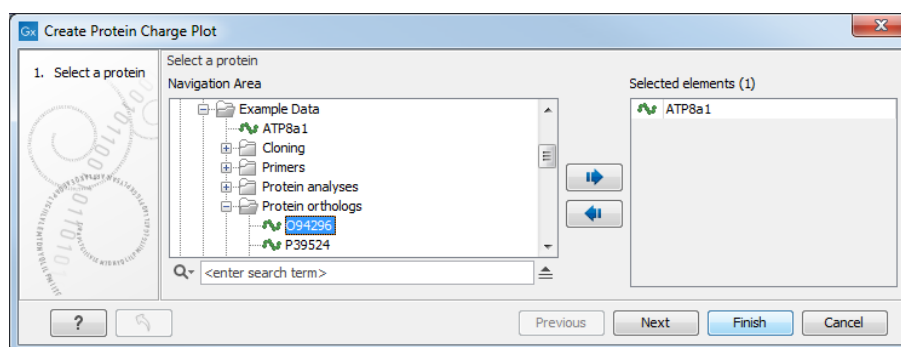 Gx Create Protein Charge Plot
1. Select a protein
Select a protein
Navigation Area
Example Data
ATP8a1
Cloning
Primers
Protein analyses
Protein orthologs
O94296
P39524
<enter search term>
Selected elements (1)
ATP8a1
?
Previous
Next
Finish
Cancel